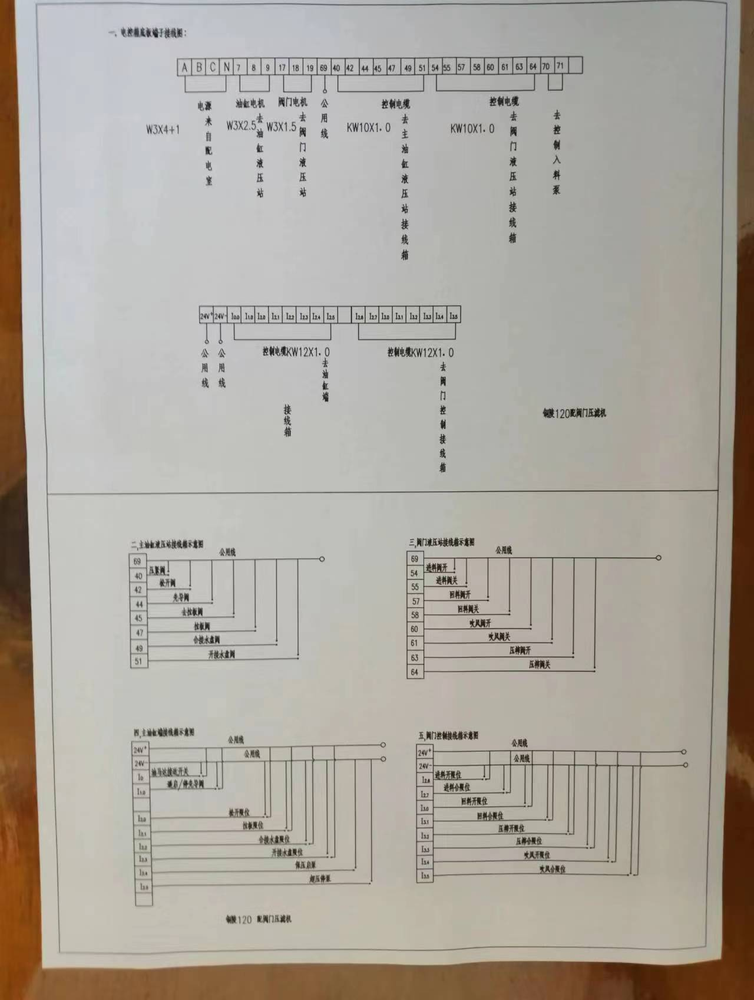 一、电控箱底板端子接线图：
A B C N 7 8 9 17 18 19 69 40 42 44 45 47 49 51 54 55 57 58 60 61 63 64 70 71
电源 来自配电室
W3X4+1
油缸电机 去油缸液压站
W3X2.5
阀门电机 去阀门液压站
W3X1.5
公用线
控制电缆 去主油缸液压站接线箱
KW10X1.0
控制电缆 去阀门液压站接线箱
KW10X1.0
去控制入料泵
24V+ 24V- I0.0 I1.0 I2.0 I2.1 I2.2 I2.3 I2.4 I2.5 I2.6 I2.7 I3.0 I3.1 I3.2 I3.3 I3.4 I3.5
公用线
公用线
控制电缆KW12X1.0
去油缸端
接线箱
控制电缆KW12X1.0
去阀门控制接线箱
铜陵120配阀门压滤机
二,主油缸液压站接线箱示意图
69 公用线
40 压紧阀
42 松开阀
44 先导阀
45 去拉板阀
47 拉板阀
49 合接水盘阀
51 开接水盘阀
三,阀门液压站接线箱示意图
69 公用线
54 进料阀开
55 进料阀关
57 回料阀开
58 回料阀关
60 吹风阀开
61 吹风阀关
63 压榨阀开
64 压榨阀关
四,主油缸端接线箱示意图
24V+ 公用线
24V- 公用线
I0 油马达接近开关
I1.0 启/停先导阀
I2.0 松开限位
I2.1 拉板限位
I2.2 合接水盘限位
I2.3 开接水盘限位
I2.4 保压启泵
I2.5 超压停泵
铜陵120 配阀门压滤机
五,阀门控制接线箱示意图
24V+ 公用线
24V- 公用线
I2.6 进料开限位
I2.7 进料合限位
I3.0 回料开限位
I3.1 回料合限位
I3.2 压榨开限位
I3.3 压榨合限位
I3.4 吹风开限位
I3.5 吹风合限位